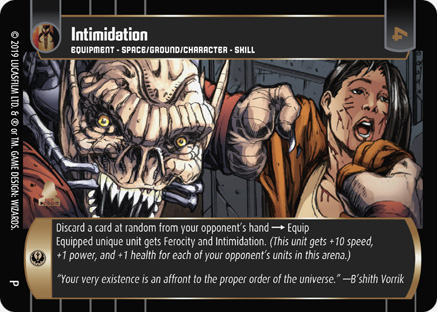 Intimidation
EQUIPMENT - SPACE/GROUND/CHARACTER - SKILL
4
© 2019 LUCASFILM LTD. & ® or TM. GAME DESIGN: WIZARDS.
Discard a card at random from your opponent's hand → Equip
Equipped unique unit gets Ferocity and Intimidation. (This unit gets +10 speed,
+1 power, and +1 health for each of your opponent's units in this arena.)
"Your very existence is an affront to the proper order of the universe." —B'shith Vorrik
P